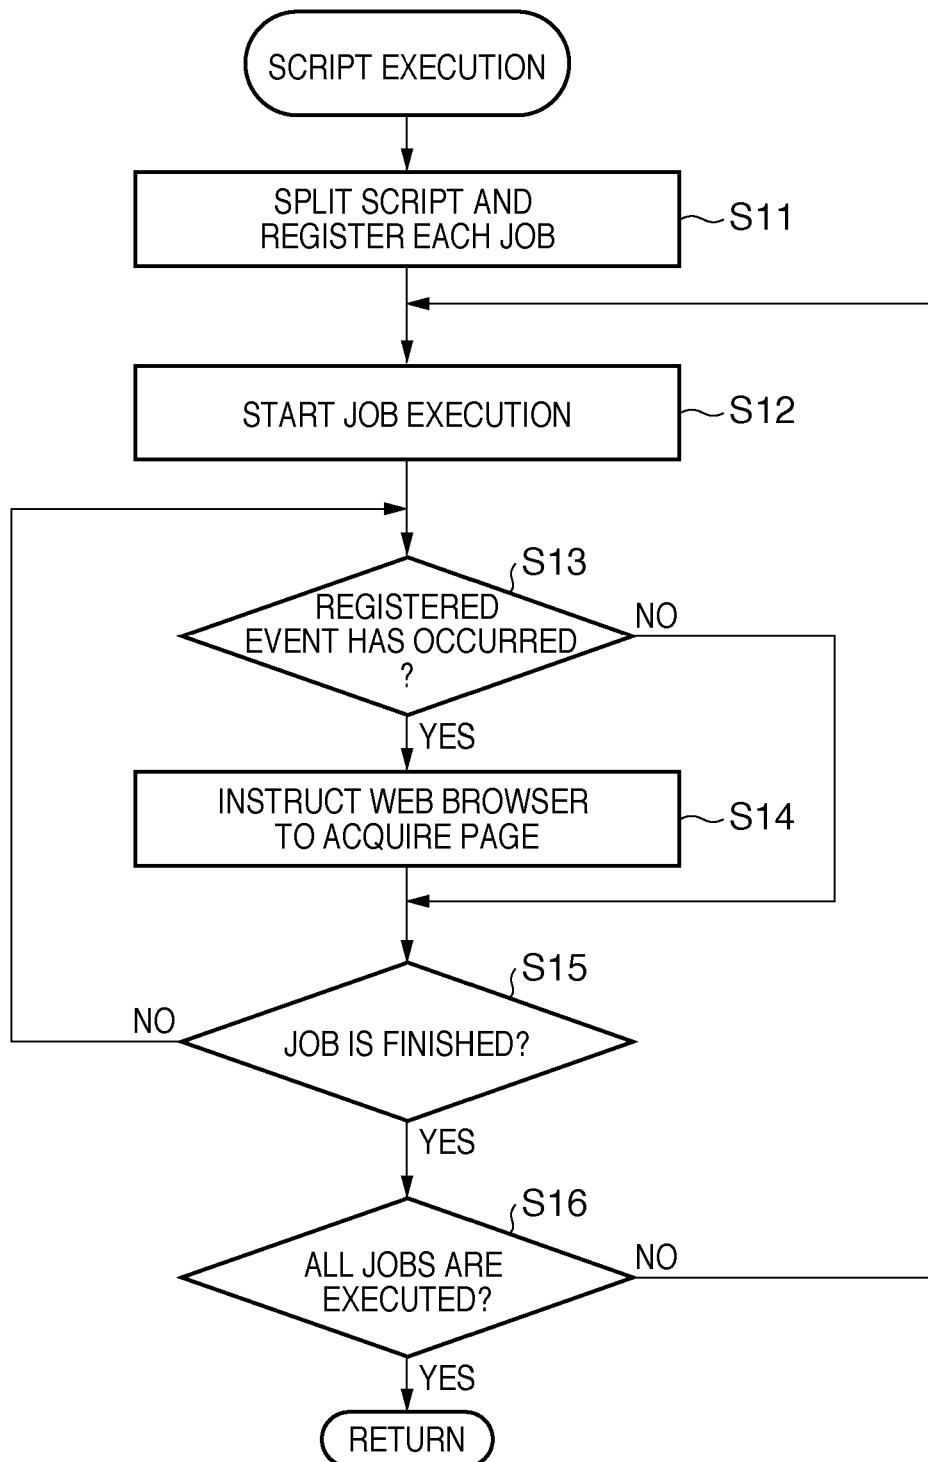 SCRIPT EXECUTION
SPLIT SCRIPT AND
REGISTER EACH JOB
S11
START JOB EXECUTION
S12
S13
REGISTERED
EVENT HAS OCCURRED
?
NO
YES
INSTRUCT WEB BROWSER
TO ACQUIRE PAGE
S14
S15
NO
JOB IS FINISHED?
YES
S16
ALL JOBS ARE
EXECUTED?
NO
YES
RETURN